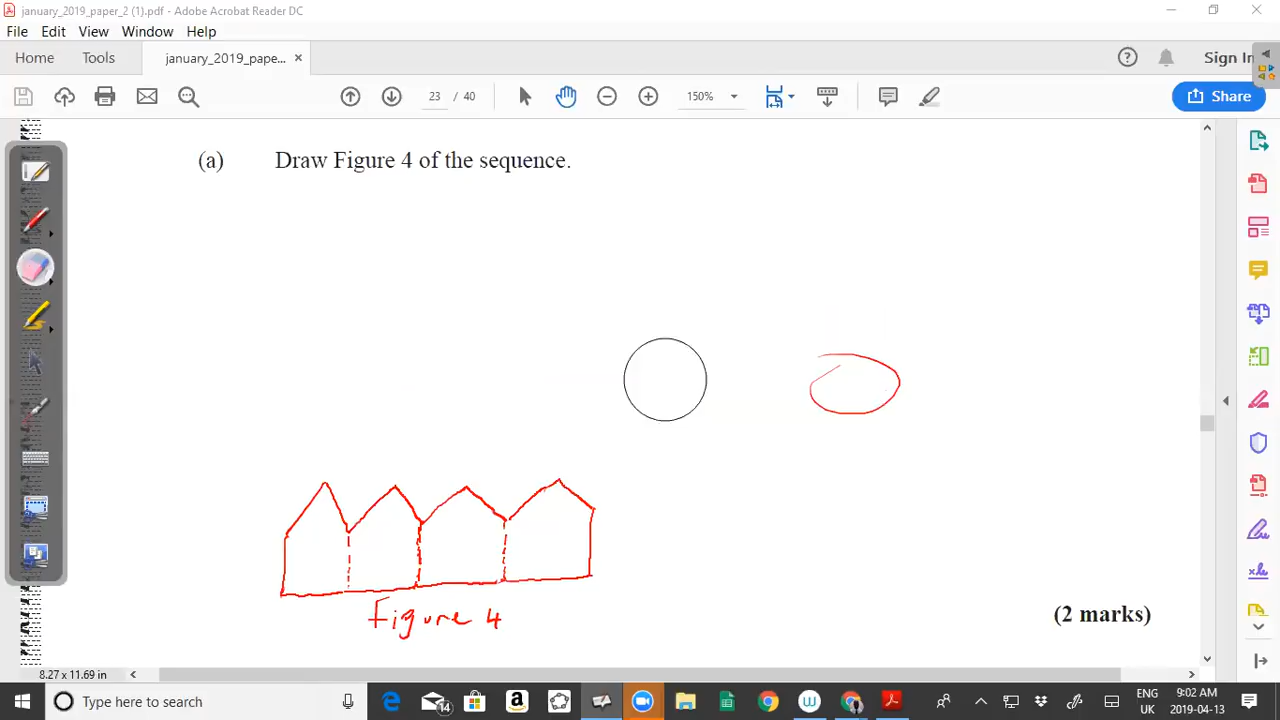 january_2019_paper_2 (1).pdf - Adobe Acrobat Reader DC
File Edit View Window Help
Home Tools january_2019_pape... × Sign In
23 / 40 150% Share
(a) Draw Figure 4 of the sequence.
Figure 4
(2 marks)
8.27 x 11.69 in
Type here to search 14 ENG 9:02 AM
UK 2019-04-13